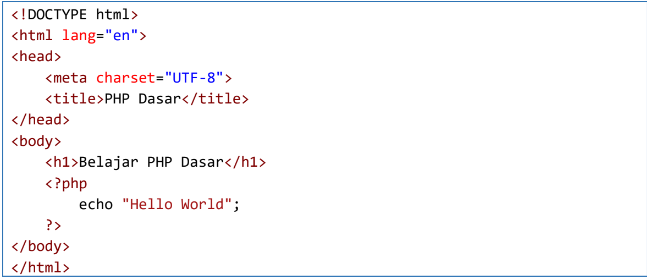 <!DOCTYPE html>
<html lang="en">
<head>
    <meta charset="UTF-8">
    <title>PHP Dasar</title>
</head>
<body>
    <h1>Belajar PHP Dasar</h1>
    <?php
        echo "Hello World";
    ?>
</body>
</html>